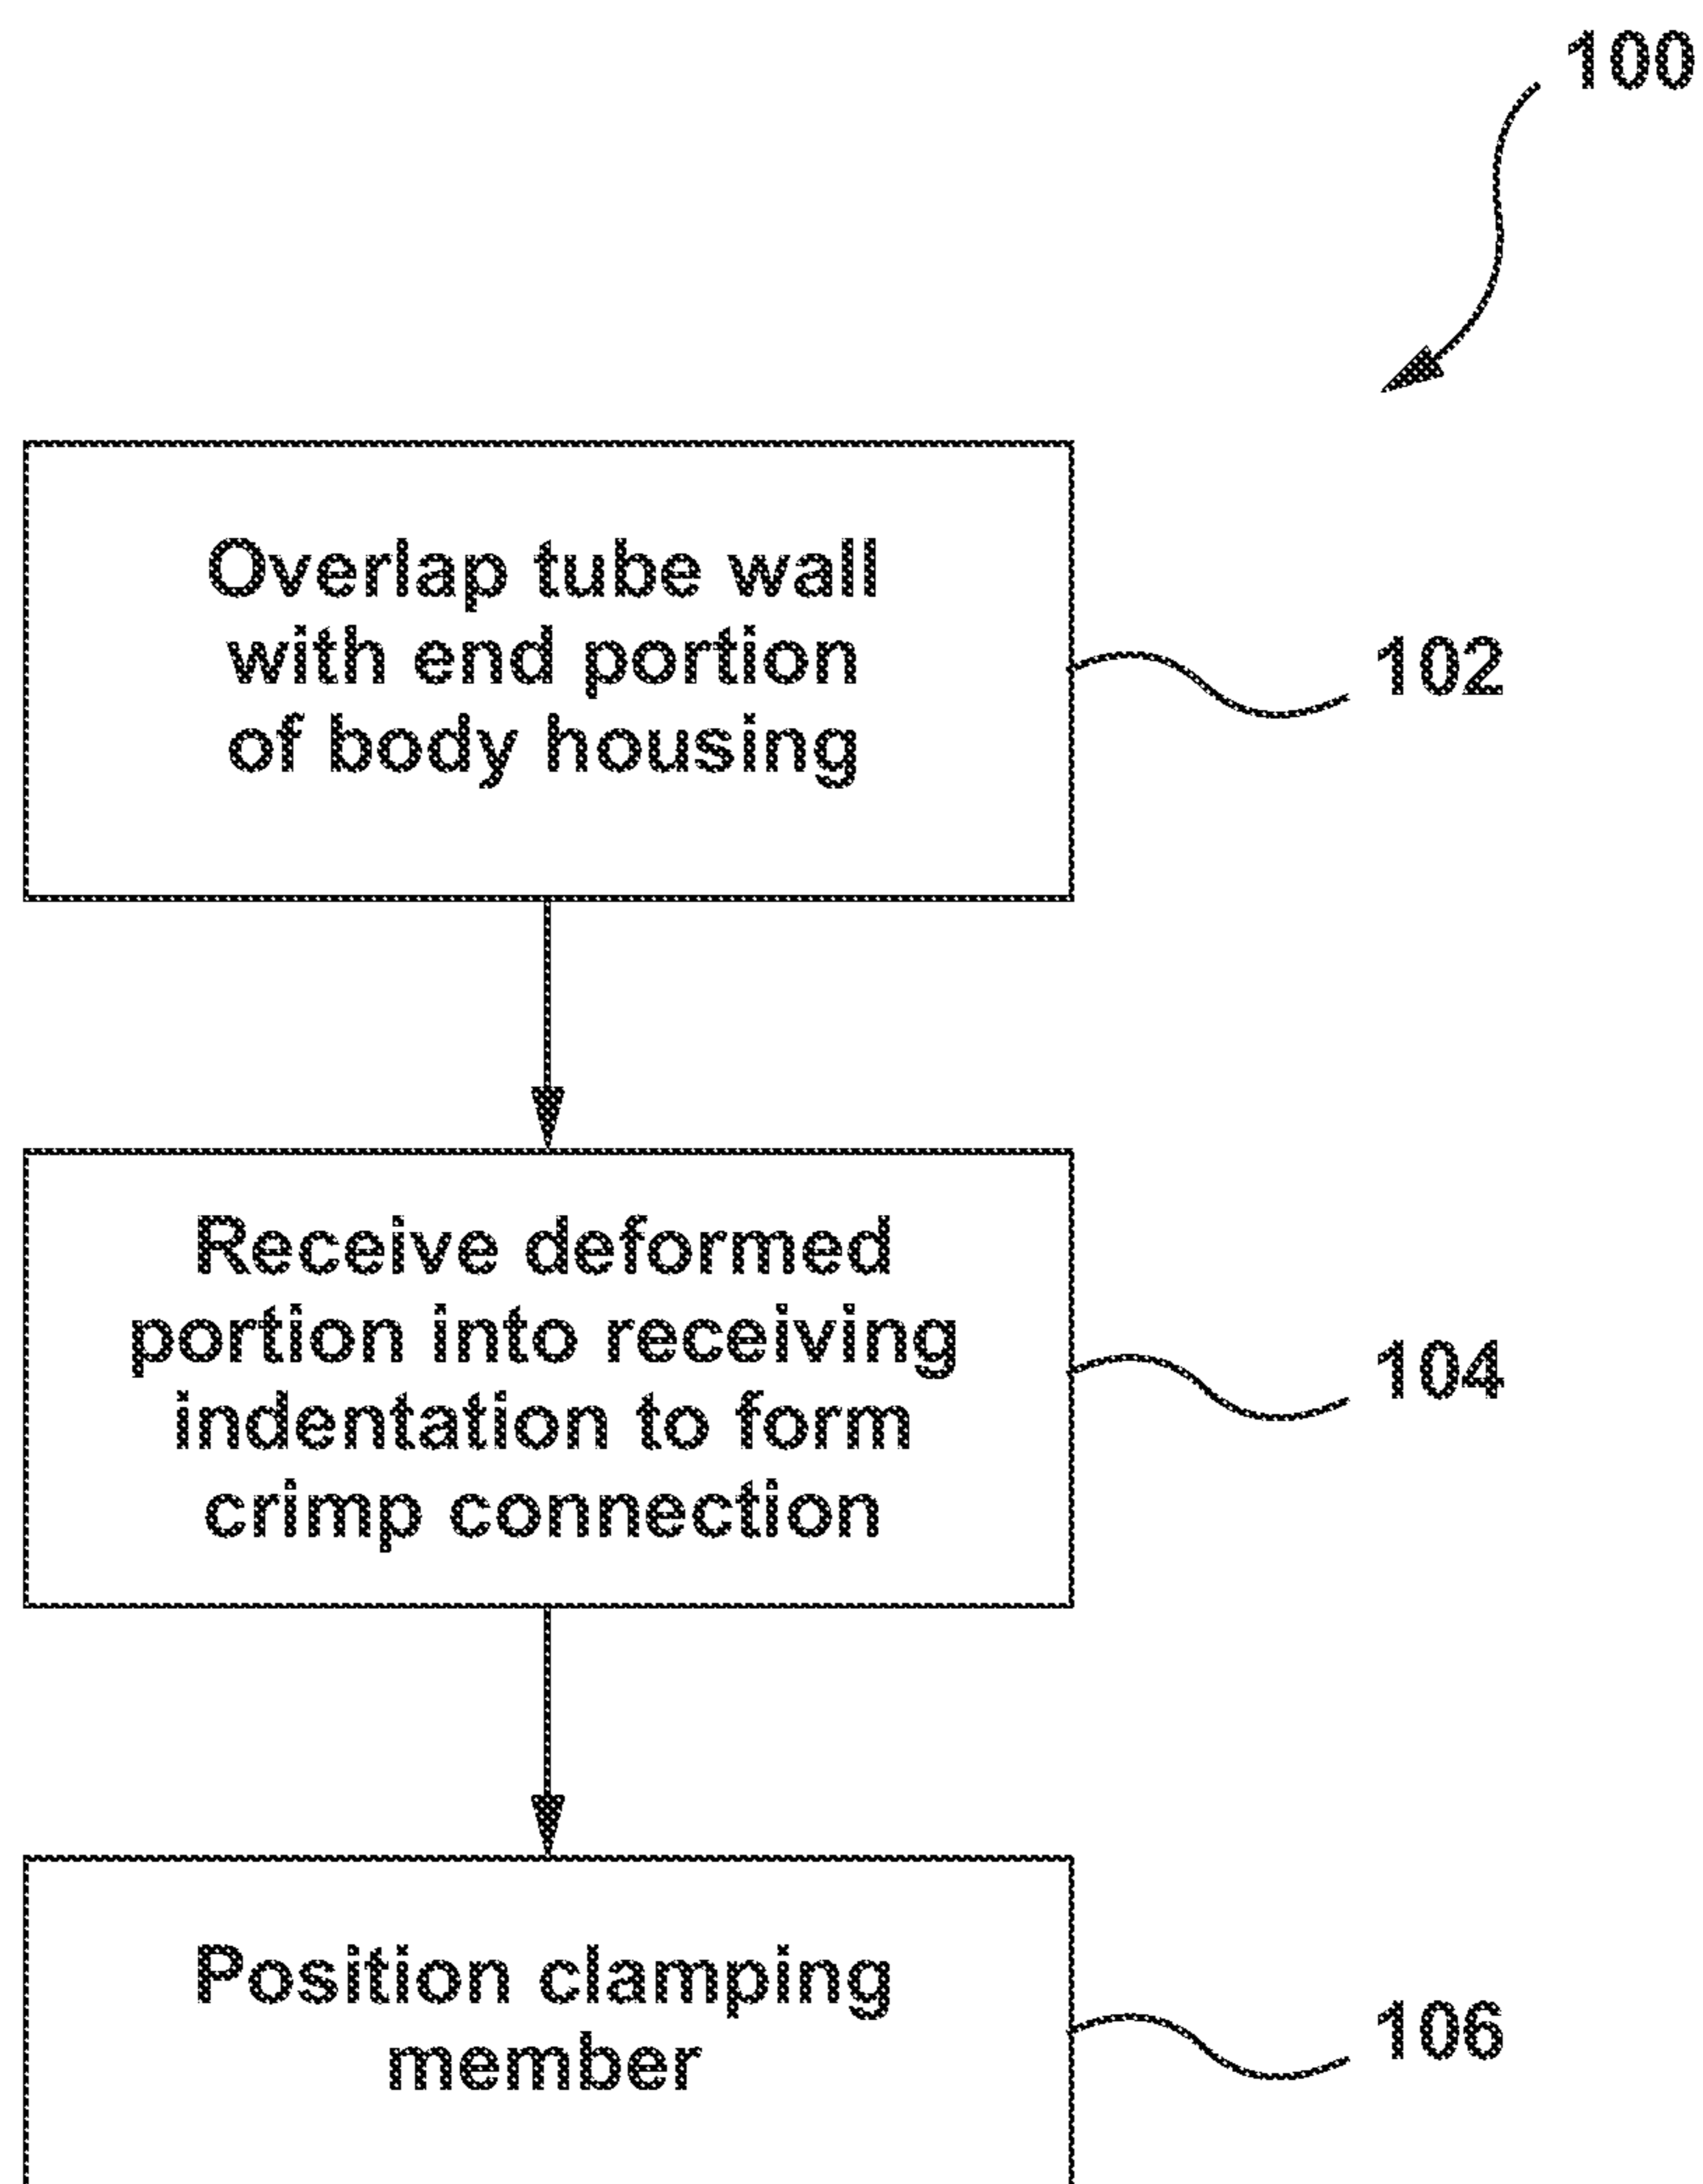 100
Overlap tube wall
with end portion
of body housing
102
Receive deformed
portion into receiving
indentation to form
crimp connection
104
Position clamping
member
106